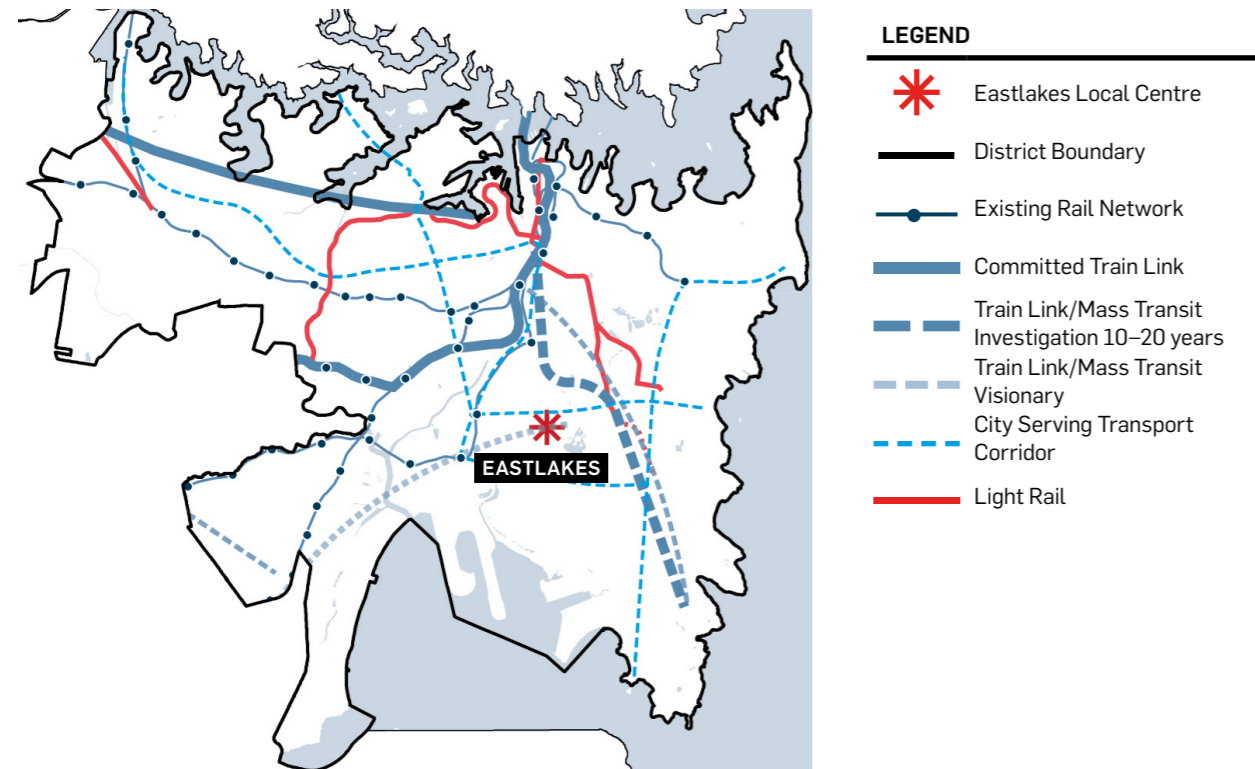 EASTLAKES
LEGEND
Eastlakes Local Centre
District Boundary
Existing Rail Network
Committed Train Link
Train Link/Mass Transit
Investigation 10–20 years
Train Link/Mass Transit
Visionary
City Serving Transport
Corridor
Light Rail